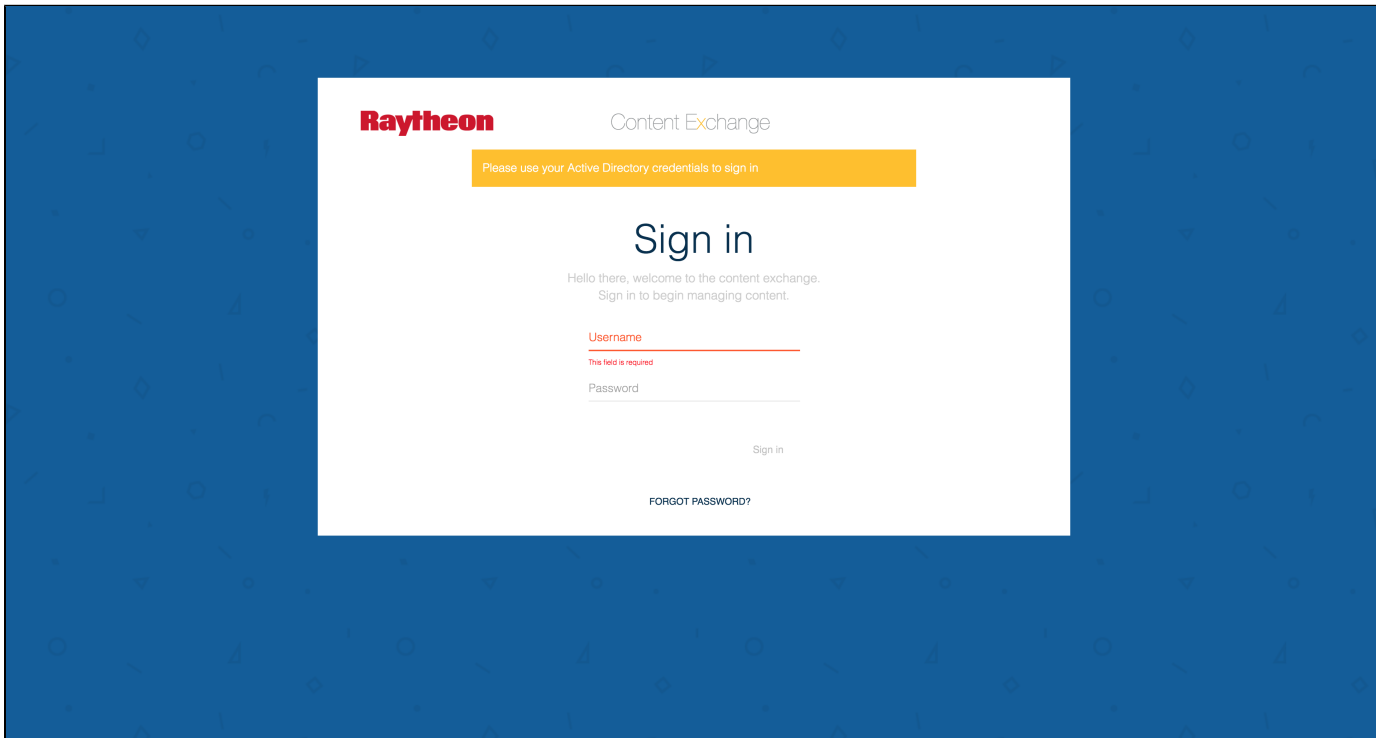 Raytheon
Content Exchange
Please use your Active Directory credentials to sign in
Sign in
Hello there, welcome to the content exchange.
Sign in to begin managing content.
Username
This field is required
Password
Sign in
FORGOT PASSWORD?